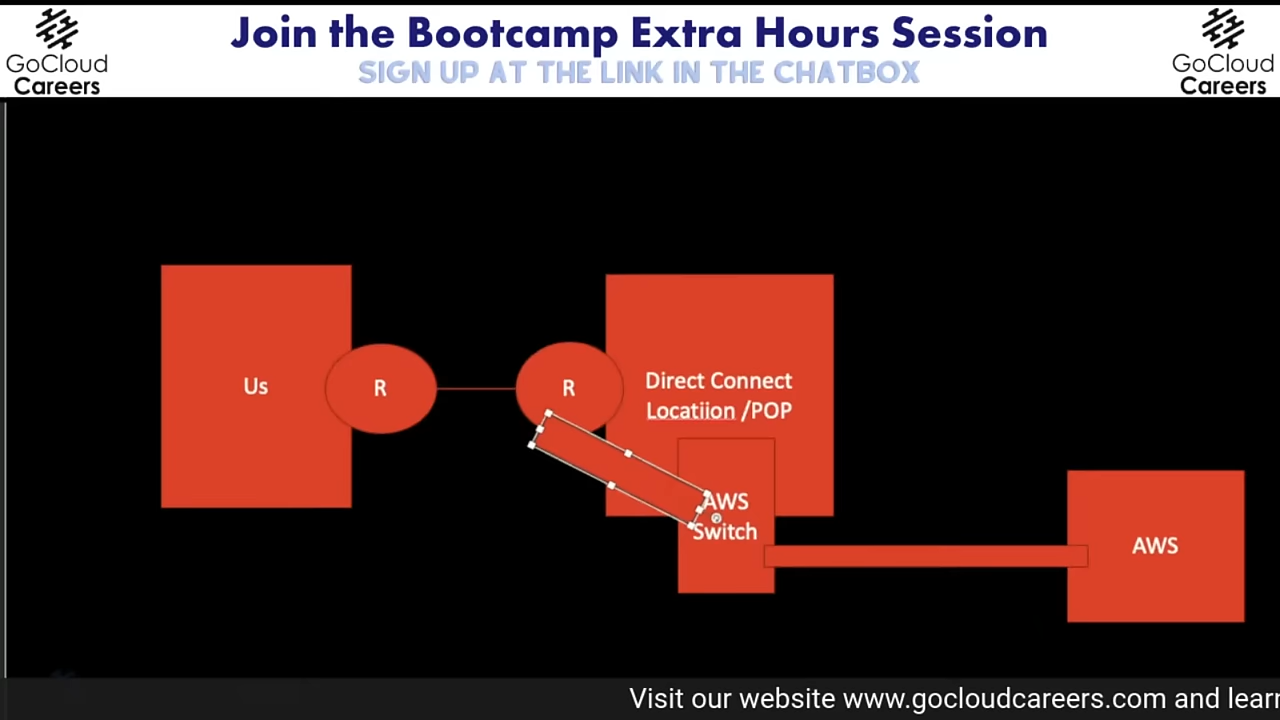 Join the Bootcamp Extra Hours Session
SIGN UP AT THE LINK IN THE CHATBOX
GoCloud
Careers
GoCloud
Careers
Us
R
R
Direct Connect
Locatiion /POP
AWS
Switch
AWS
Visit our website www.gocloudcareers.com and learn